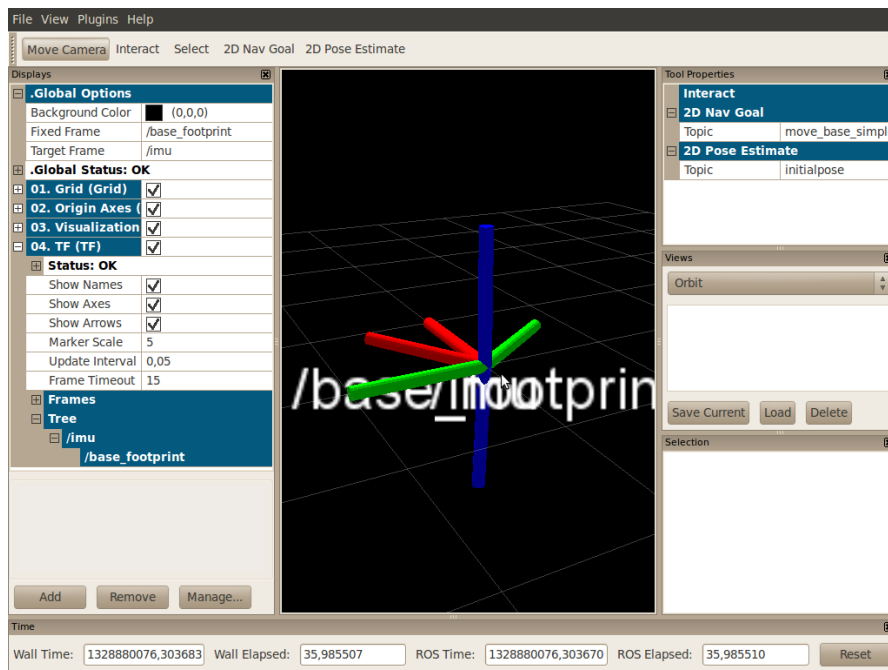 File View Plugins Help
Move Camera Interact Select 2D Nav Goal 2D Pose Estimate
Displays
.Global Options
Background Color (0,0,0)
Fixed Frame /base_footprint
Target Frame /imu
.Global Status: OK
01. Grid (Grid)
02. Origin Axes (
03. Visualization
04. TF (TF)
Status: OK
Show Names
Show Axes
Show Arrows
Marker Scale 5
Update Interval 0,05
Frame Timeout 15
Frames
Tree
/imu
/base_footprint
Add Remove Manage...
/base_footprin
/imu
Tool Properties
Interact
2D Nav Goal
Topic move_base_simpl
2D Pose Estimate
Topic initialpose
Views
Orbit
Save Current Load Delete
Selection
Time
Wall Time: 1328880076,303683 Wall Elapsed: 35,985507 ROS Time: 1328880076,303670 ROS Elapsed: 35,985510 Reset